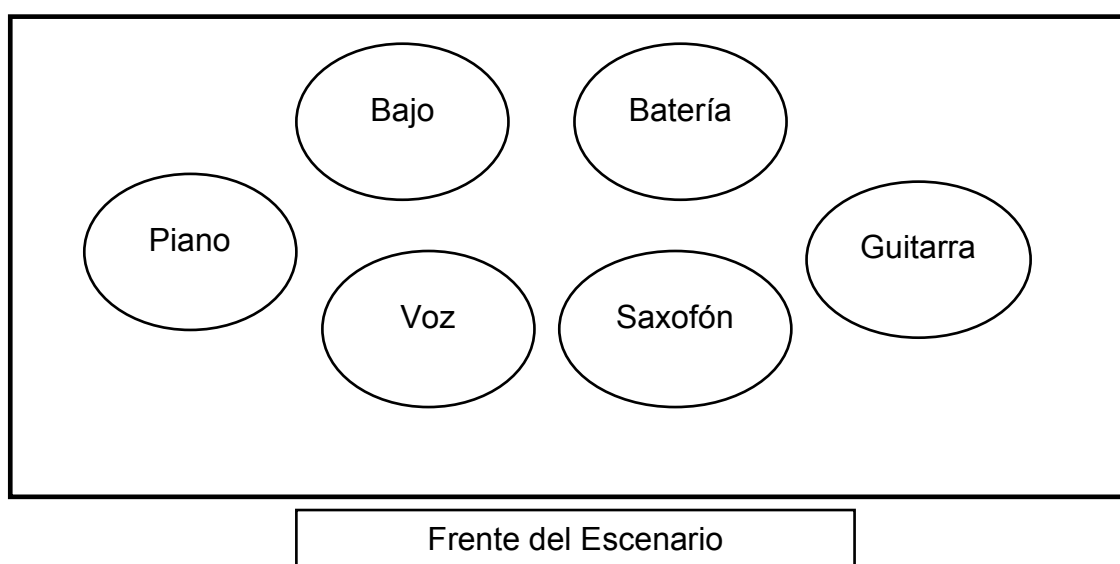 Bajo
Batería
Piano
Guitarra
Voz
Saxofón
Frente del Escenario